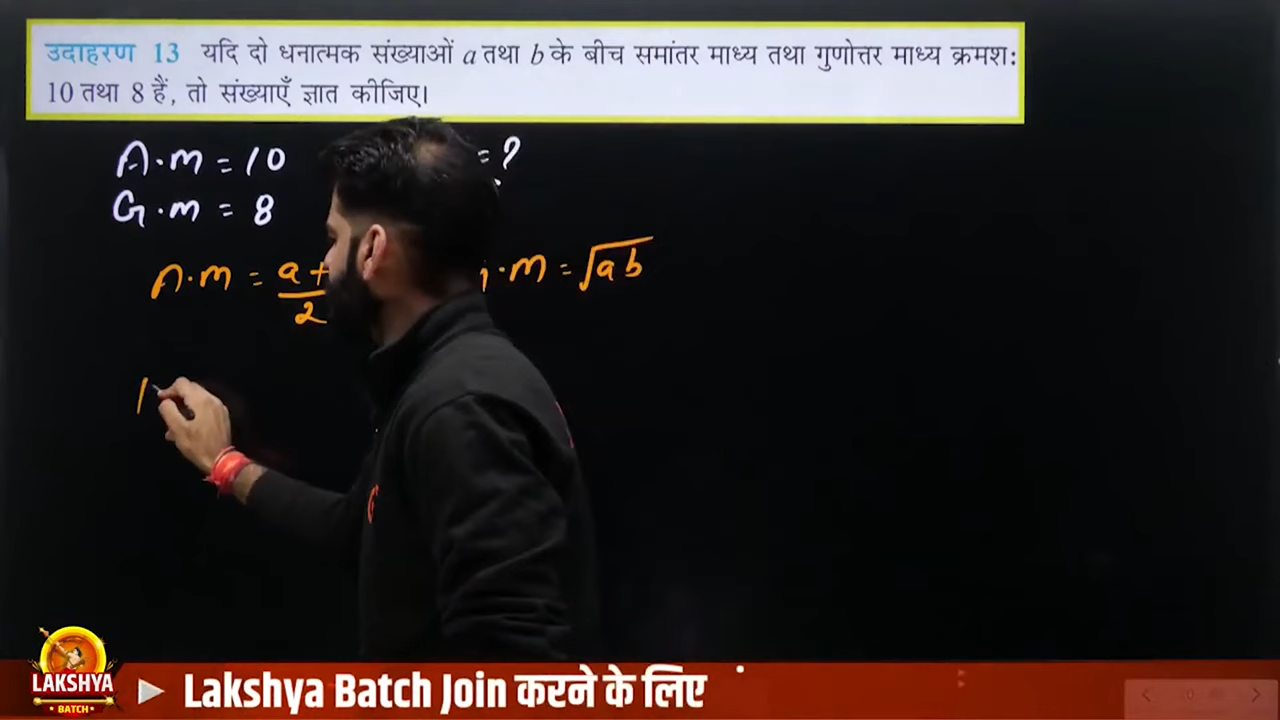 उदाहरण 13 यदि दो धनात्मक संख्याओं a तथा b के बीच समांतर माध्य तथा गुणोत्तर माध्य क्रमश:
10 तथा 8 हैं, तो संख्याएँ ज्ञात कीजिए।
A.M = 10 = ?
G.M = 8
A.M = a+/2 .M = √ab
1
LAKSHYA
BATCH
Lakshya Batch Join करने के लिए